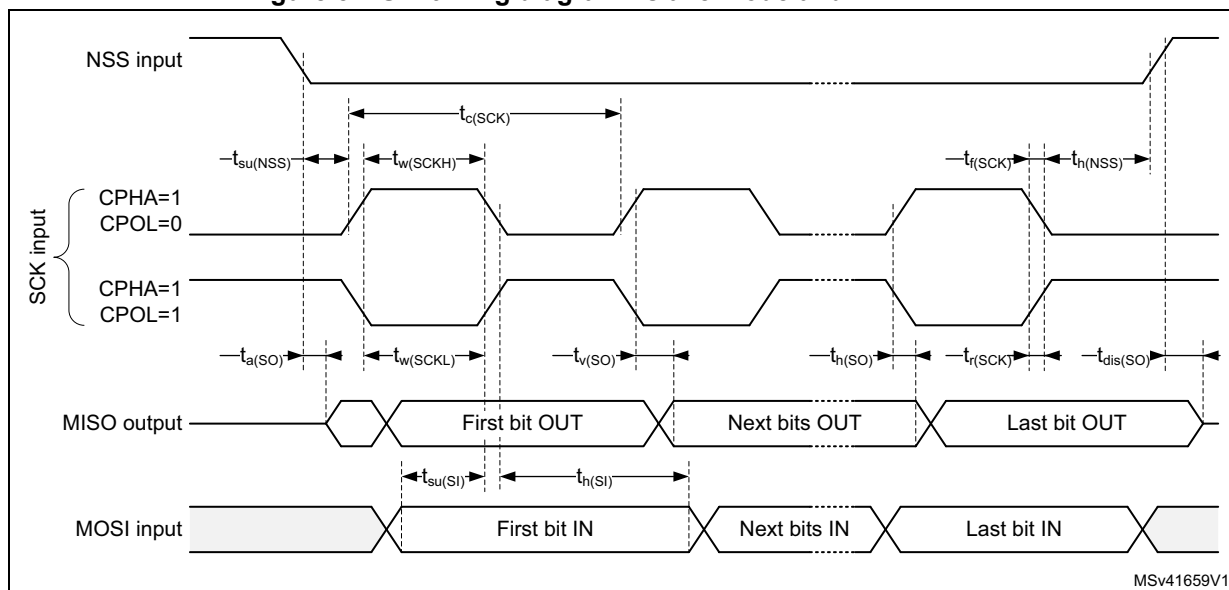 NSS input
tc(SCK)
tsu(NSS)
tw(SCKH)
tf(SCK)
th(NSS)
SCK input
CPHA=1
CPOL=0
CPHA=1
CPOL=1
ta(SO)
tw(SCKL)
tv(SO)
th(SO)
tr(SCK)
tdis(SO)
MISO output
First bit OUT
Next bits OUT
Last bit OUT
tsu(SI)
th(SI)
MOSI input
First bit IN
Next bits IN
Last bit IN
MSv41659V1